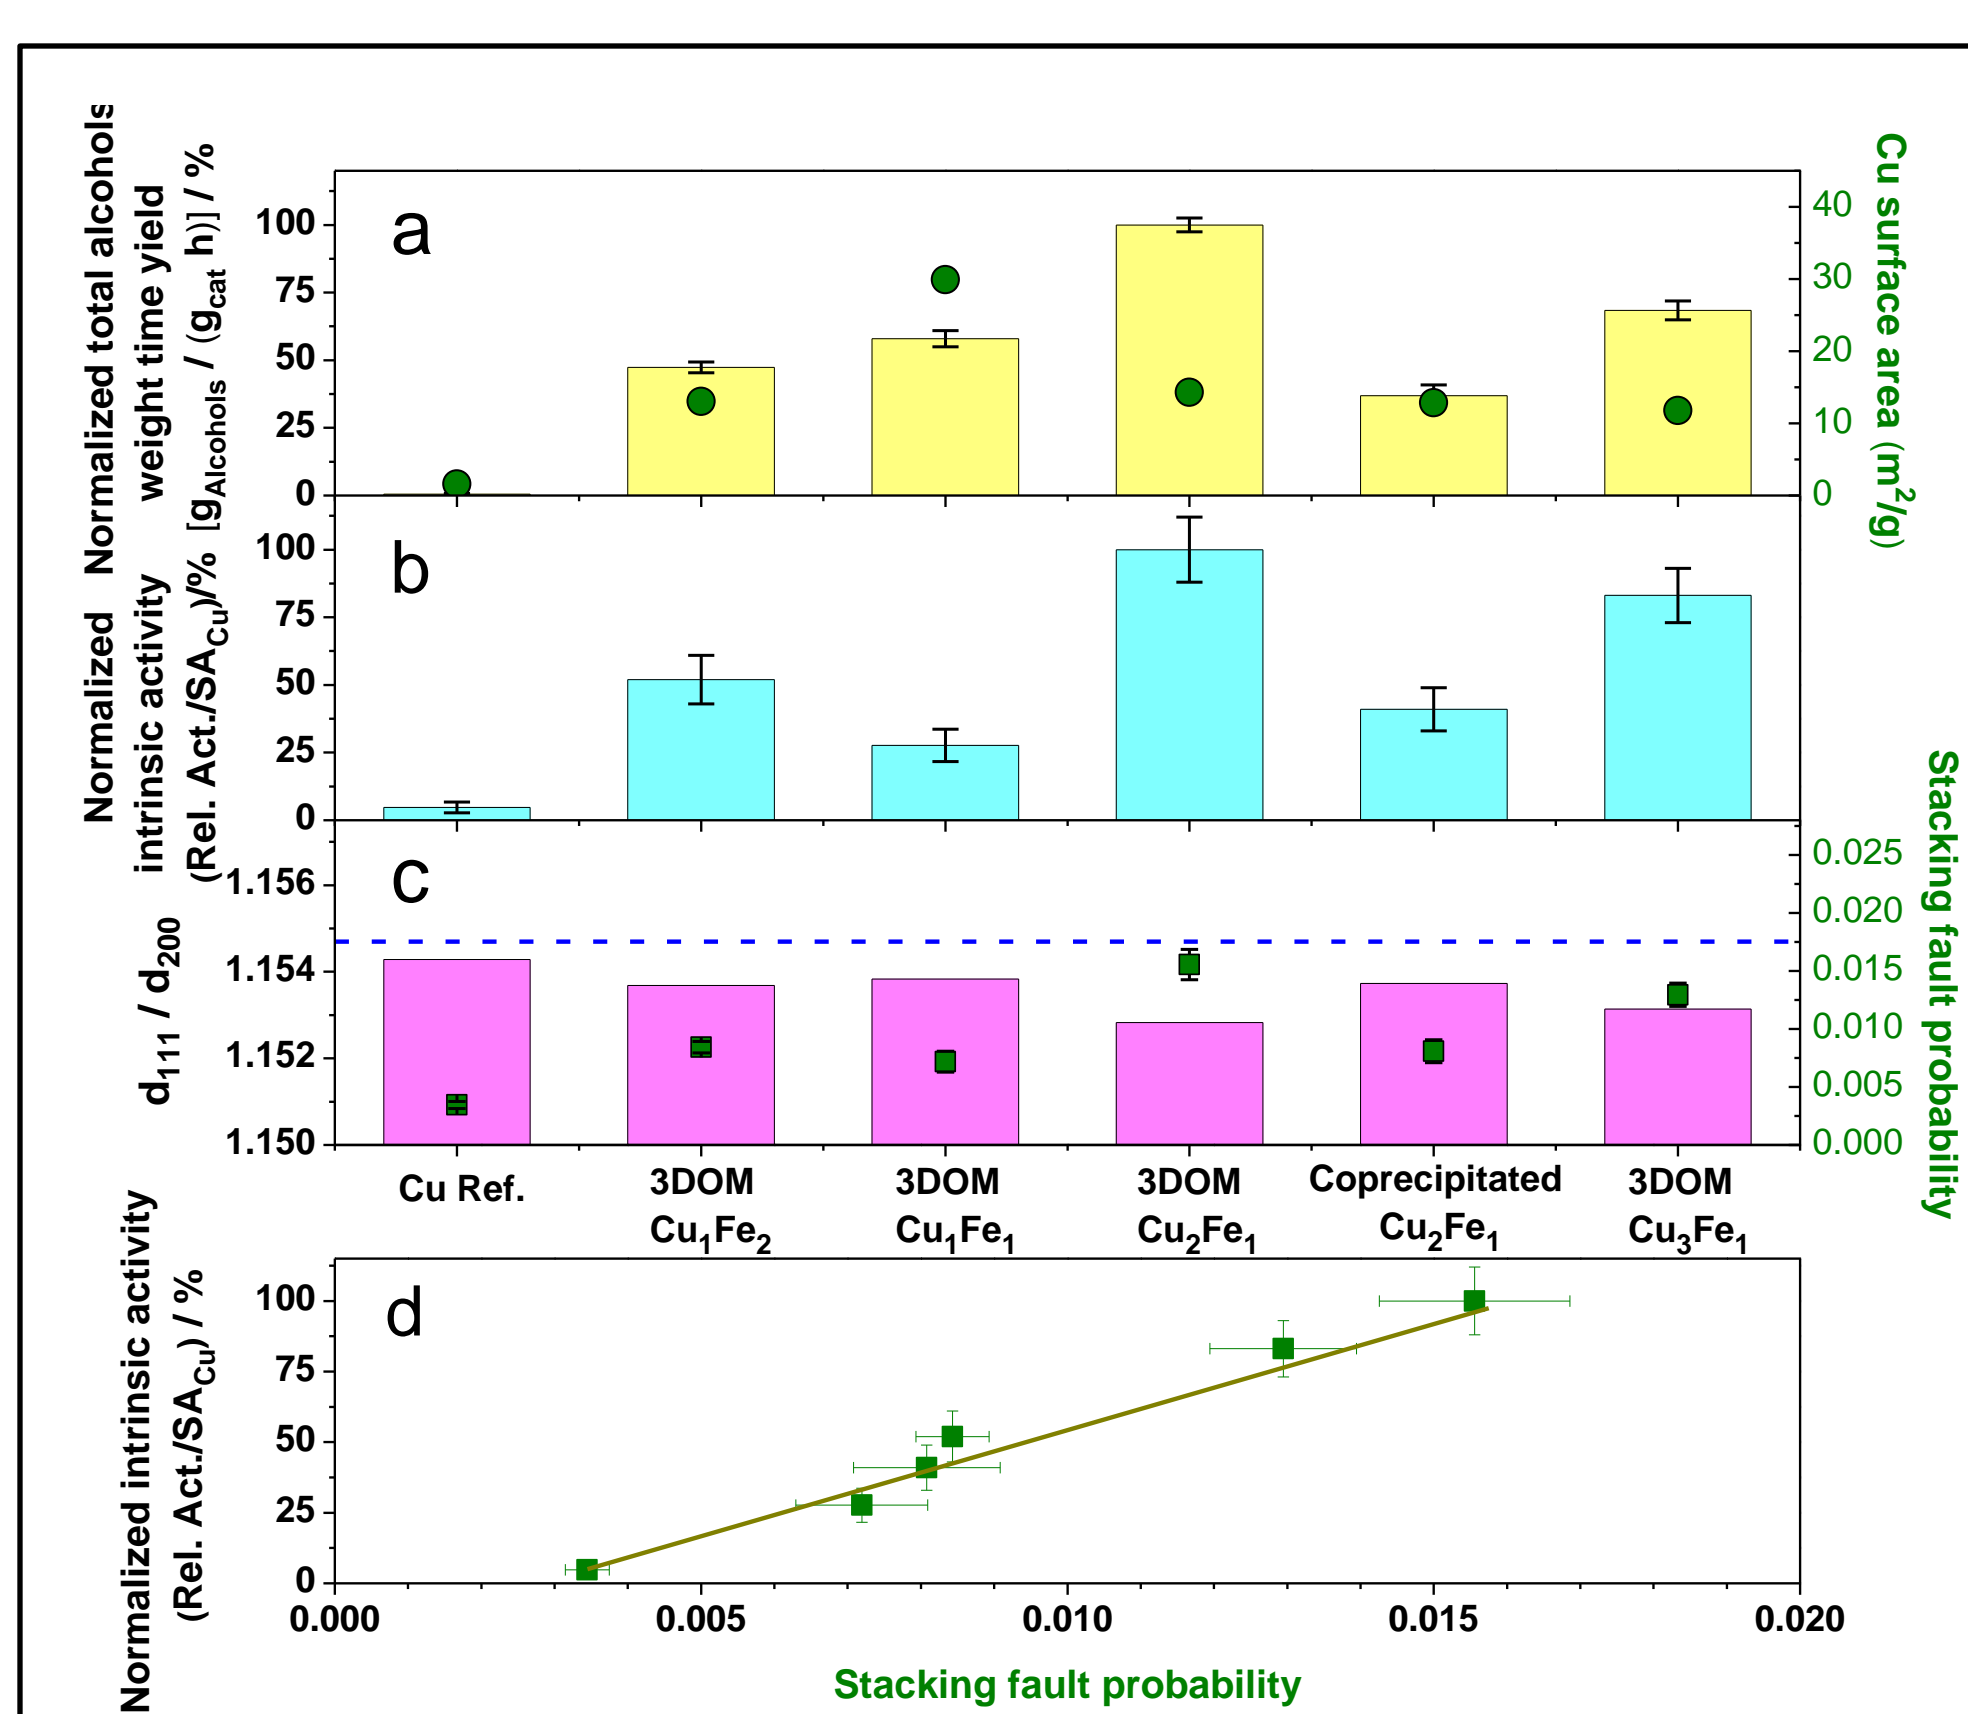 Normalized total alcohols
weight time yield
[gAlcohols / (gcat h)] / %
100
75
50
25
0
a
40
30
20
10
0
Cu surface area (m²/g)
Normalized
intrinsic activity
(Rel. Act./SACu)/%
100
75
50
25
0
b
d111 / d200
1.156
1.154
1.152
1.150
c
0.025
0.020
0.015
0.010
0.005
0.000
Stacking fault probability
Cu Ref.
3DOM
Cu1Fe2
3DOM
Cu1Fe1
3DOM
Cu2Fe1
Coprecipitated
Cu2Fe1
3DOM
Cu3Fe1
Normalized intrinsic activity
(Rel. Act./SACu) / %
100
75
50
25
0
d
0.000 0.005 0.010 0.015 0.020
Stacking fault probability